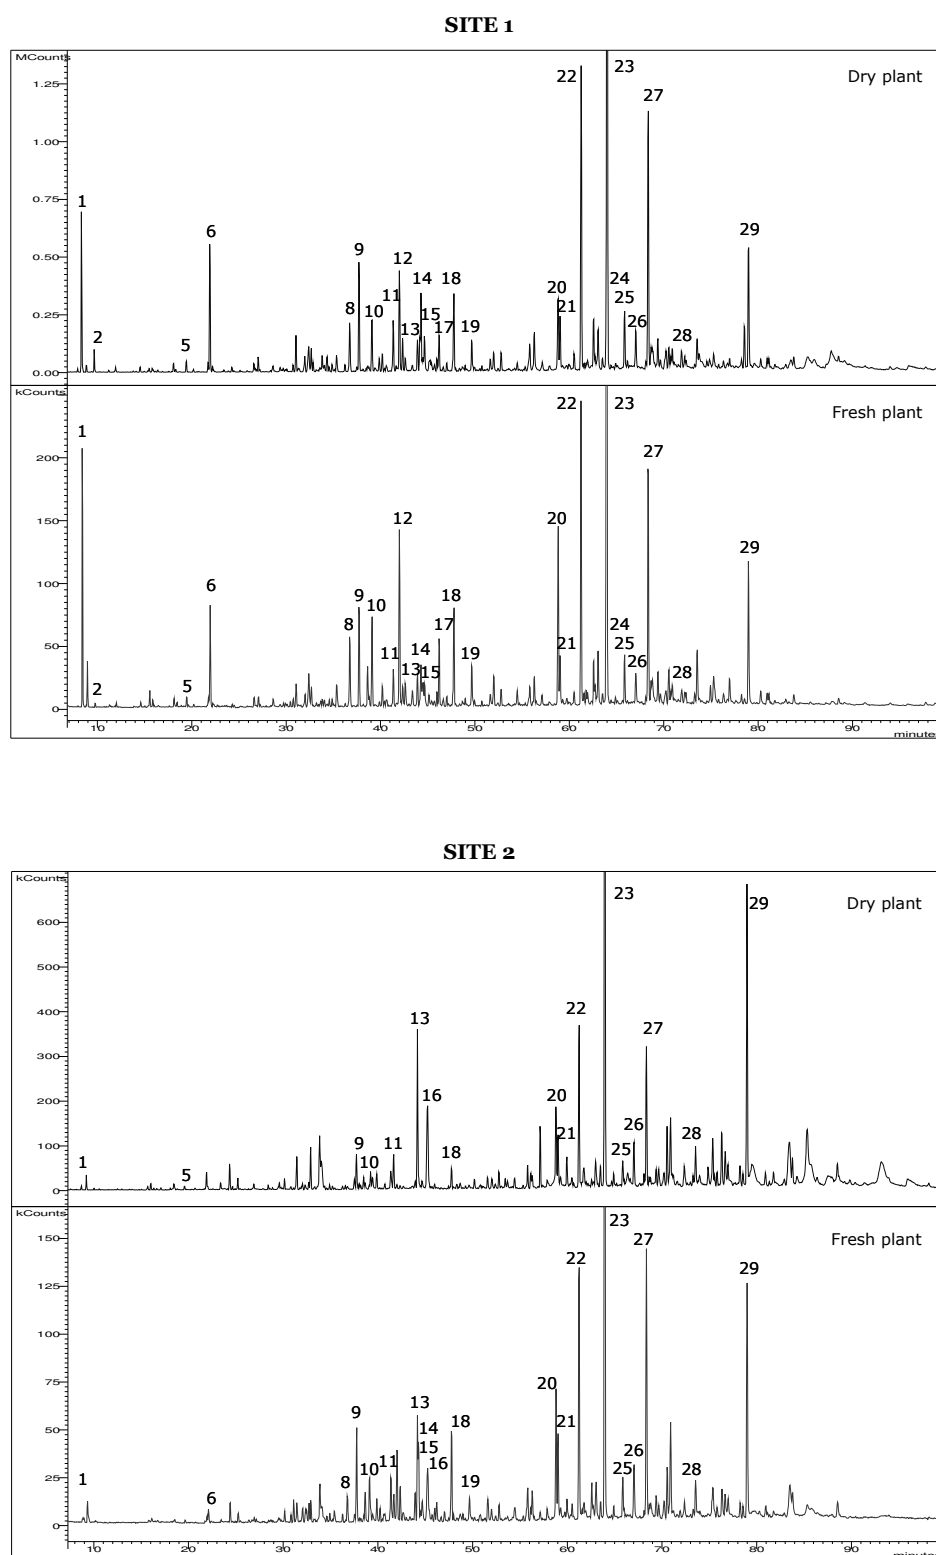 SITE 1
MCounts
Dry plant
1.25
1.00
0.75
0.50
0.25
0.00
1 2 5 6 8 9 10 11 12 13 14 15 17 18 19 20 21 22 23 24 25 26 27 28 29
kCounts
Fresh plant
200
150
100
50
0
1 2 5 6 8 9 10 11 12 13 14 15 17 18 19 20 21 22 23 24 25 26 27 28 29
10 20 30 40 50 60 70 80 90
minutes
SITE 2
kCounts
Dry plant
600
500
400
300
200
100
0
1 5 9 10 11 13 16 18 20 21 22 23 25 26 27 28 29
kCounts
Fresh plant
150
125
100
75
50
25
0
1 6 8 9 10 11 13 14 15 16 18 19 20 21 22 23 25 26 27 28 29
10 20 30 40 50 60 70 80 90
minutes